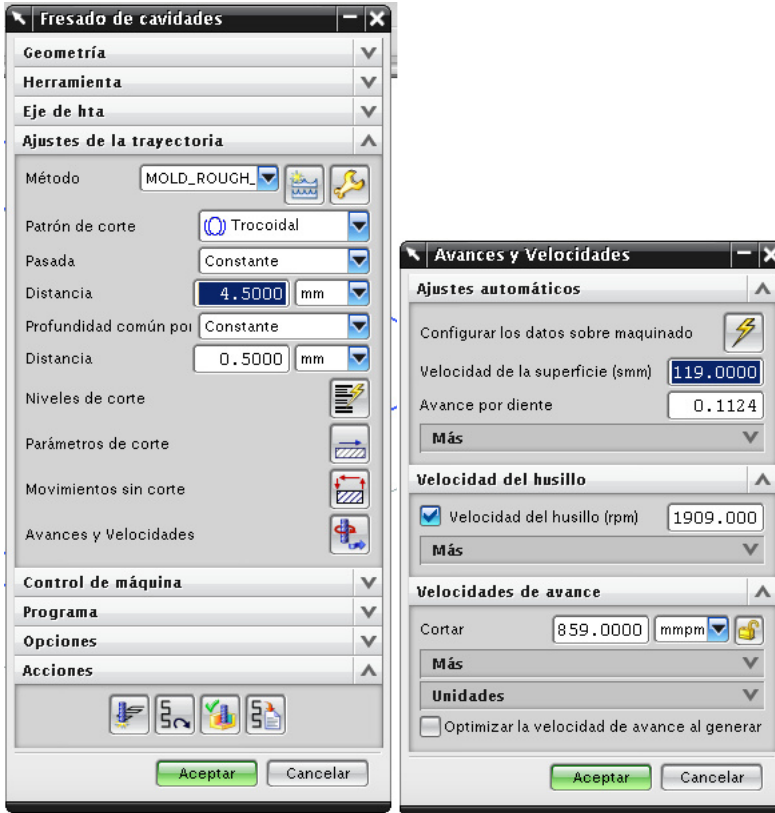 Fresado de cavidades
Geometría
Herramienta
Eje de hta
Ajustes de la trayectoria
Método MOLD_ROUGH_
Patrón de corte Trocoidal
Pasada Constante
Distancia 4.5000 mm
Profundidad común por Constante
Distancia 0.5000 mm
Niveles de corte
Parámetros de corte
Movimientos sin corte
Avances y Velocidades
Control de máquina
Programa
Opciones
Acciones
Aceptar Cancelar
Avances y Velocidades
Ajustes automáticos
Configurar los datos sobre maquinado
Velocidad de la superficie (smm) 119.0000
Avance por diente 0.1124
Más
Velocidad del husillo
Velocidad del husillo (rpm) 1909.000
Más
Velocidades de avance
Cortar 859.0000 mmpm
Más
Unidades
Optimizar la velocidad de avance al generar
Aceptar Cancelar